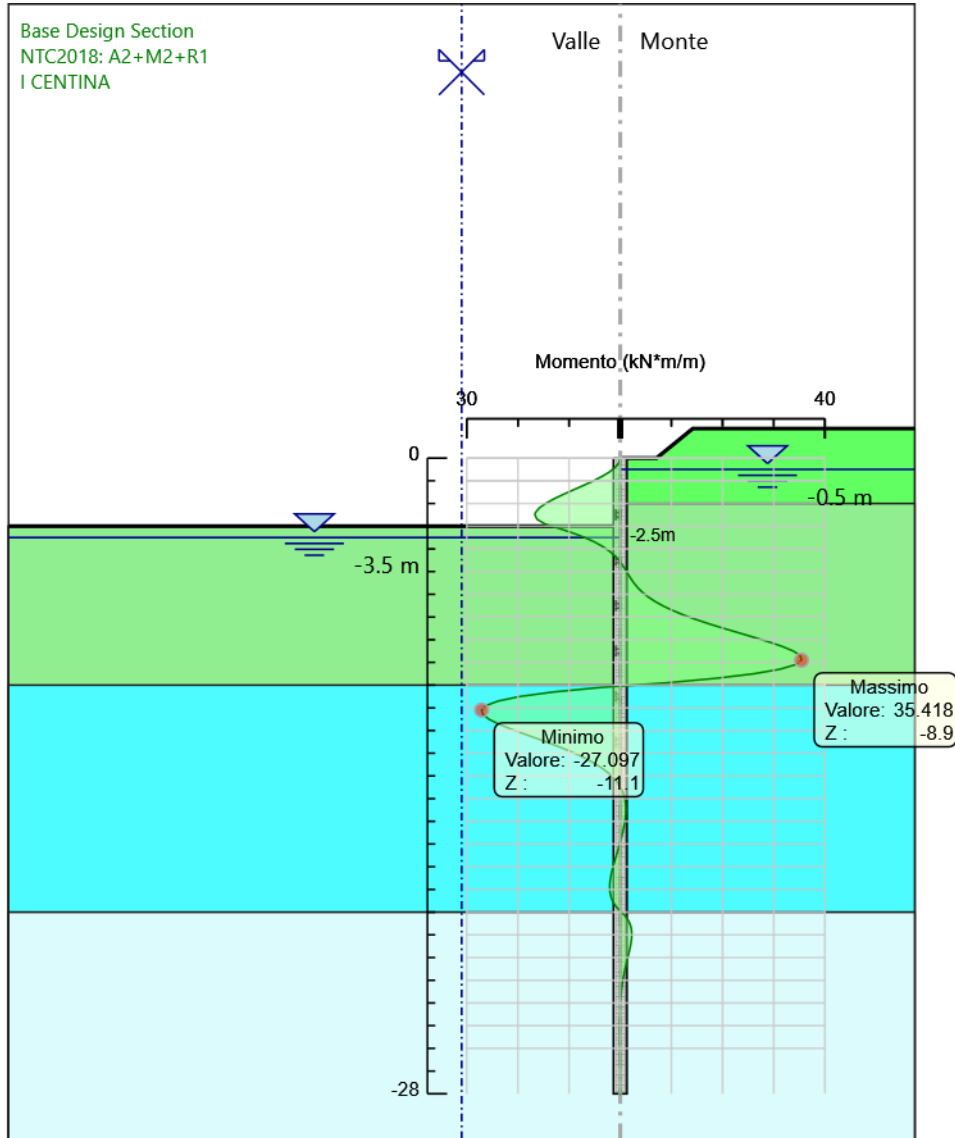 Base Design Section
NTC2018: A2+M2+R1
I CENTINA
Valle
Monte
Momento (kN*m/m)
30
40
0
-0.5 m
-2.5m
-3.5 m
Massimo
Valore: 35.418
Z : -8.9
Minimo
Valore: -27.097
Z : -11.1
-28